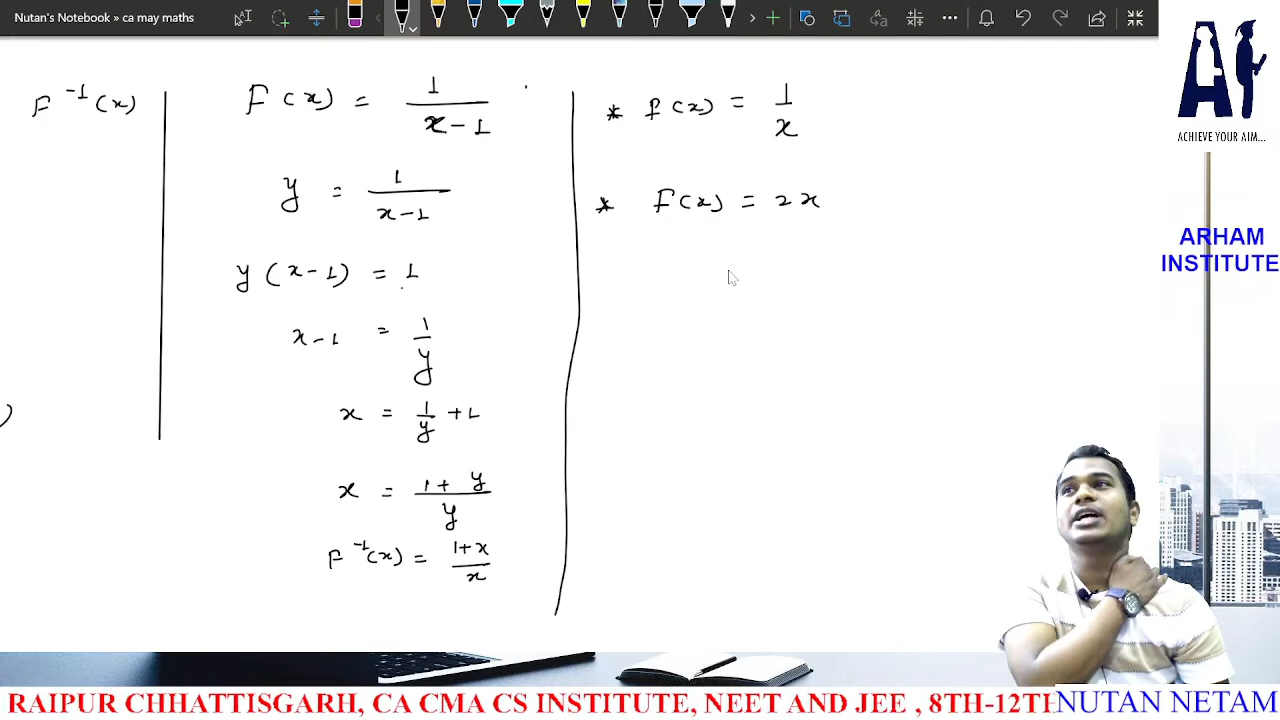 Nutan's Notebook » ca may maths
F⁻¹(x)
F(x) = 1/(x-1)
y = 1/(x-1)
y(x-1) = 1
x-1 = 1/y
x = 1/y + 1
x = (1+y)/y
F⁻¹(x) = (1+x)/x
* f(x) = 1/x
* F(x) = 2x
)
Ai
ACHIEVE YOUR AIM...
ARHAM
INSTITUTE
RAIPUR CHHATTISGARH, CA CMA CS INSTITUTE, NEET AND JEE , 8TH-12TH
NUTAN NETAM